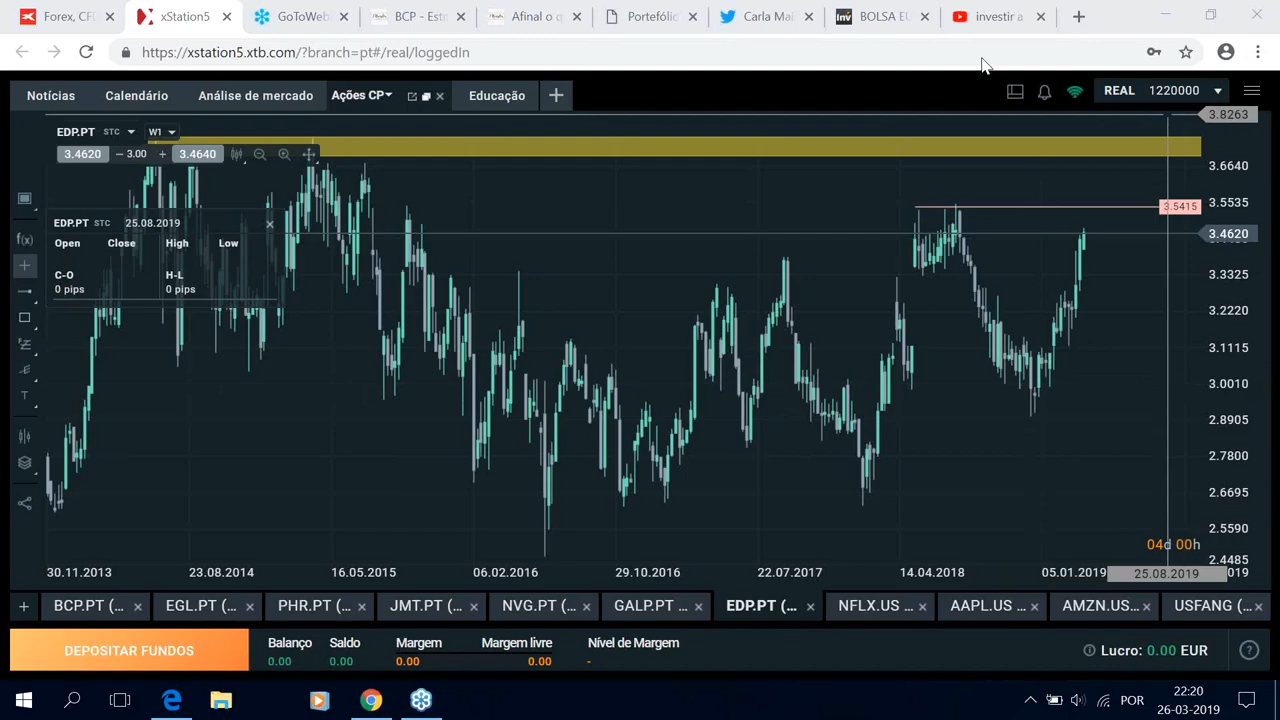 Forex, CFD
xStation5
GoToWebi
BCP - Esto
Afinal o q
Portefólio
Twitter
Carla Mai
BOLSA EU
investir a
https://xstation5.xtb.com/?branch=pt#/real/loggedIn
Notícias
Calendário
Análise de mercado
Ações CP
Educação
REAL 1220000
EDP.PT STC W1
3.4620 3.00 3.4640
EDP.PT STC 25.08.2019
Open Close High Low
C-O H-L
0 pips 0 pips
f(x)
T
3.8263
3.6640
3.5535
3.5415
3.4620
3.3325
3.2220
3.1115
3.0010
2.8905
2.7800
2.6695
2.5590
2.4485
04d 00h
30.11.2013 23.08.2014 16.05.2015 06.02.2016 29.10.2016 22.07.2017 14.04.2018 05.01.2019 25.08.2019
BCP.PT (... EGL.PT (... PHR.PT (... JMT.PT (... NVG.PT (... GALP.PT ... EDP.PT (... NFLX.US ... AAPL.US ... AMZN.US... USFANG (...
DEPOSITAR FUNDOS
Balanço Saldo Margem Margem livre Nível de Margem
0.00 0.00 0.00 0.00 -
Lucro: 0.00 EUR
POR
22:20
26-03-2019